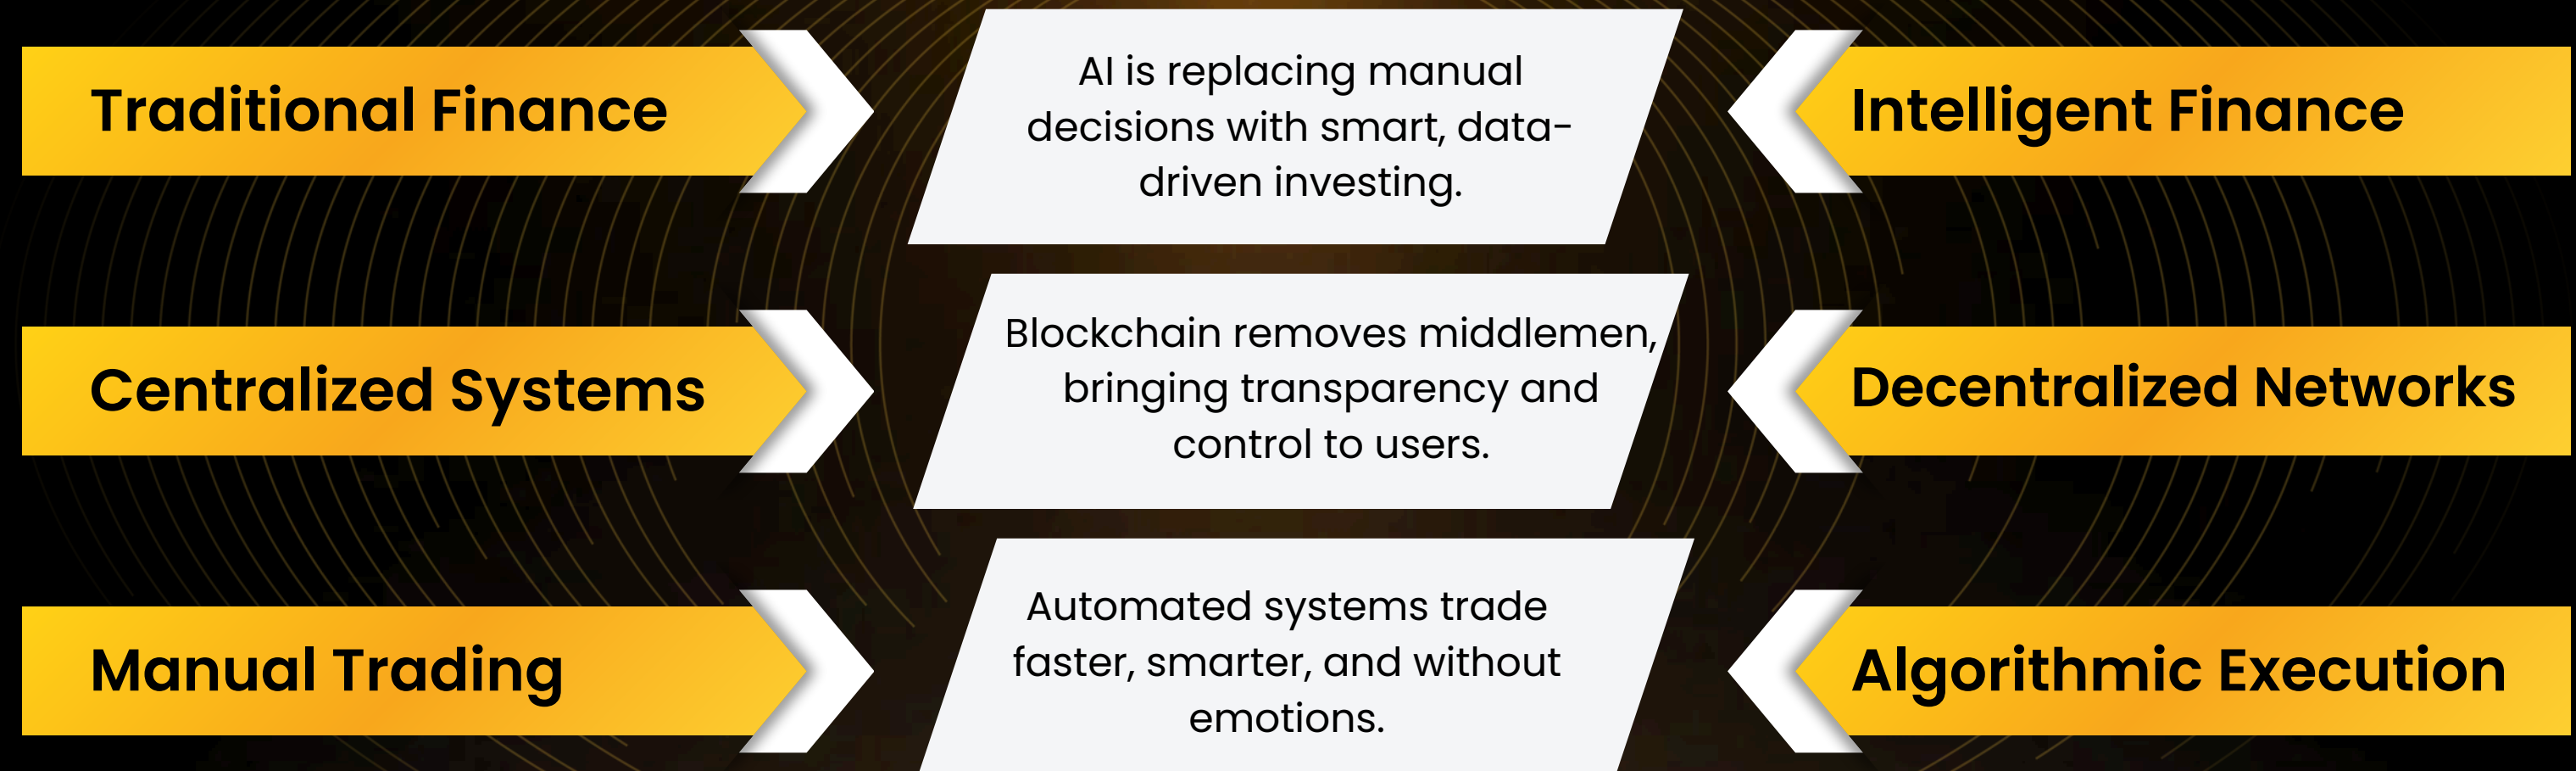 Traditional Finance
AI is replacing manual
decisions with smart, data-
driven investing.
Intelligent Finance
Centralized Systems
Blockchain removes middlemen,
bringing transparency and
control to users.
Decentralized Networks
Manual Trading
Automated systems trade
faster, smarter, and without
emotions.
Algorithmic Execution